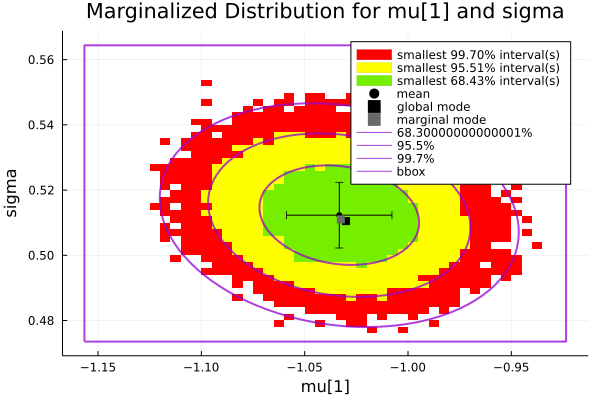 Marginalized Distribution for mu[1] and sigma
smallest 99.70% interval(s)
smallest 95.51% interval(s)
smallest 68.43% interval(s)
mean
global mode
marginal mode
68.30000000000001%
95.5%
99.7%
bbox
sigma
0.56
0.54
0.52
0.50
0.48
−1.15 −1.10 −1.05 −1.00 −0.95
mu[1]